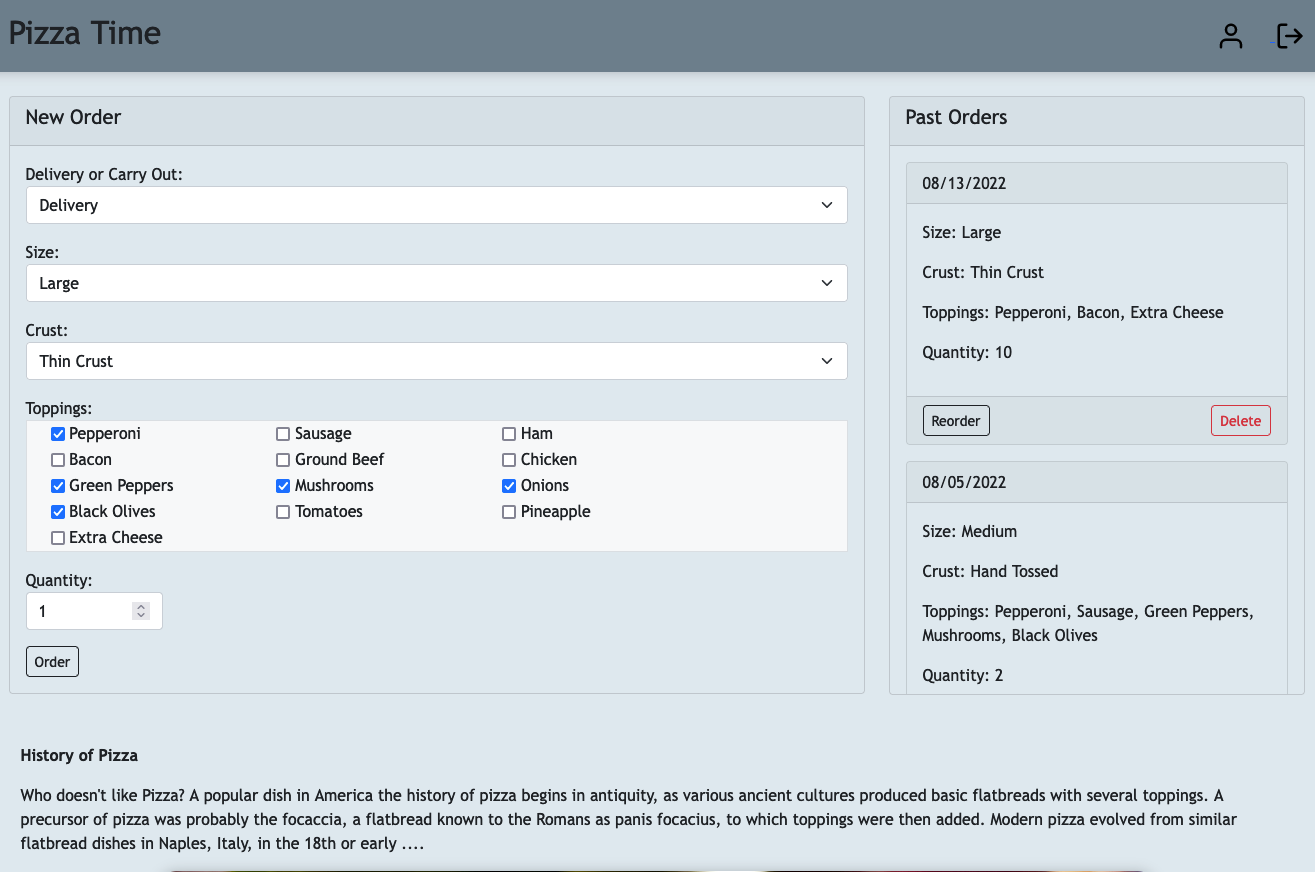 Pizza Time
New Order
Delivery or Carry Out:
Delivery
Size:
Large
Crust:
Thin Crust
Toppings:
Pepperoni Sausage Ham
Bacon Ground Beef Chicken
Green Peppers Mushrooms Onions
Black Olives Tomatoes Pineapple
Extra Cheese
Quantity:
1
Order
Past Orders
08/13/2022
Size: Large
Crust: Thin Crust
Toppings: Pepperoni, Bacon, Extra Cheese
Quantity: 10
Reorder Delete
08/05/2022
Size: Medium
Crust: Hand Tossed
Toppings: Pepperoni, Sausage, Green Peppers,
Mushrooms, Black Olives
Quantity: 2
History of Pizza
Who doesn't like Pizza? A popular dish in America the history of pizza begins in antiquity, as various ancient cultures produced basic flatbreads with several toppings. A
precursor of pizza was probably the focaccia, a flatbread known to the Romans as panis focacius, to which toppings were then added. Modern pizza evolved from similar
flatbread dishes in Naples, Italy, in the 18th or early ....